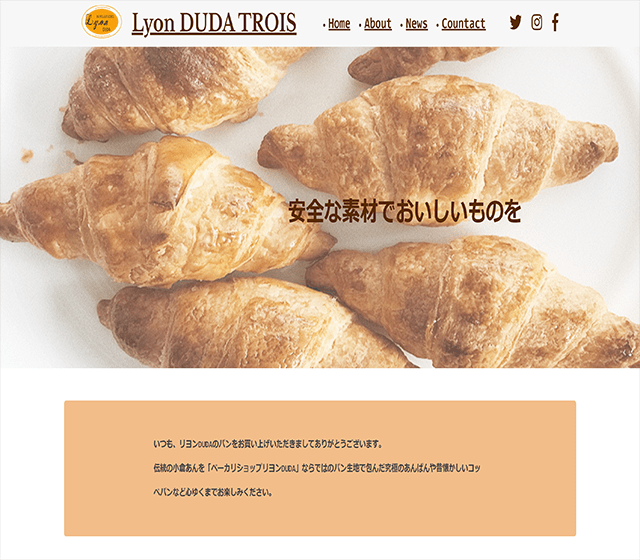 Lyon
DUDA
Lyon DUDA TROIS
・Home ・About ・News ・Countact
安全な素材でおいしいものを
いつも、リヨンDUDAのパンをお買い上げいただきましてありがとうございます。
伝統の小倉あんを「ベーカリショップリヨンDUDA」ならではのパン生地で包んだ究極のあんぱんや昔懐かしいコッ
ペパンなど心ゆくまでお楽しみください。